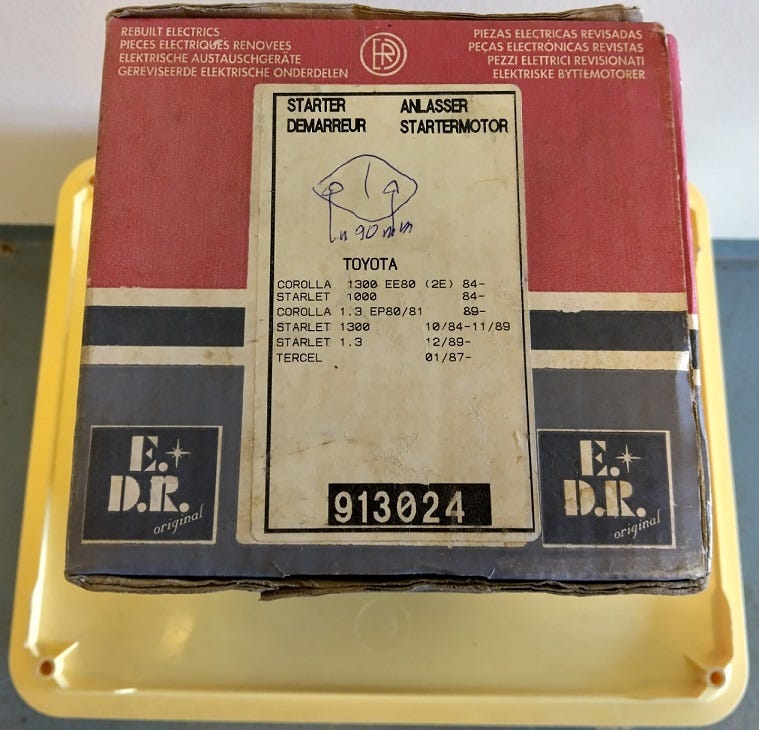 REBUILT ELECTRICS
PIECES ELECTRIQUES RENOVEES
ELEKTRISCHE AUSTAUSCHGERÄTE
GEREVISEERDE ELEKTRISCHE ONDERDELEN
EDR
PIEZAS ELECTRICAS REVISADAS
PEÇAS ELECTRÓNICAS REVISTAS
PEZZI ELETTRICI REVISIONATI
ELEKTRISKE BYTTEMOTORER
STARTER ANLASSER
DEMARREUR STARTERMOTOR
90 mm
TOYOTA
COROLLA 1300 EE80 (2E) 84-
STARLET 1000 84-
COROLLA 1.3 EP80/81 89-
STARLET 1300 10/84-11/89
STARLET 1.3 12/89-
TERCEL 01/87-
913024
E.
D.R.
original
E.
D.R.
original